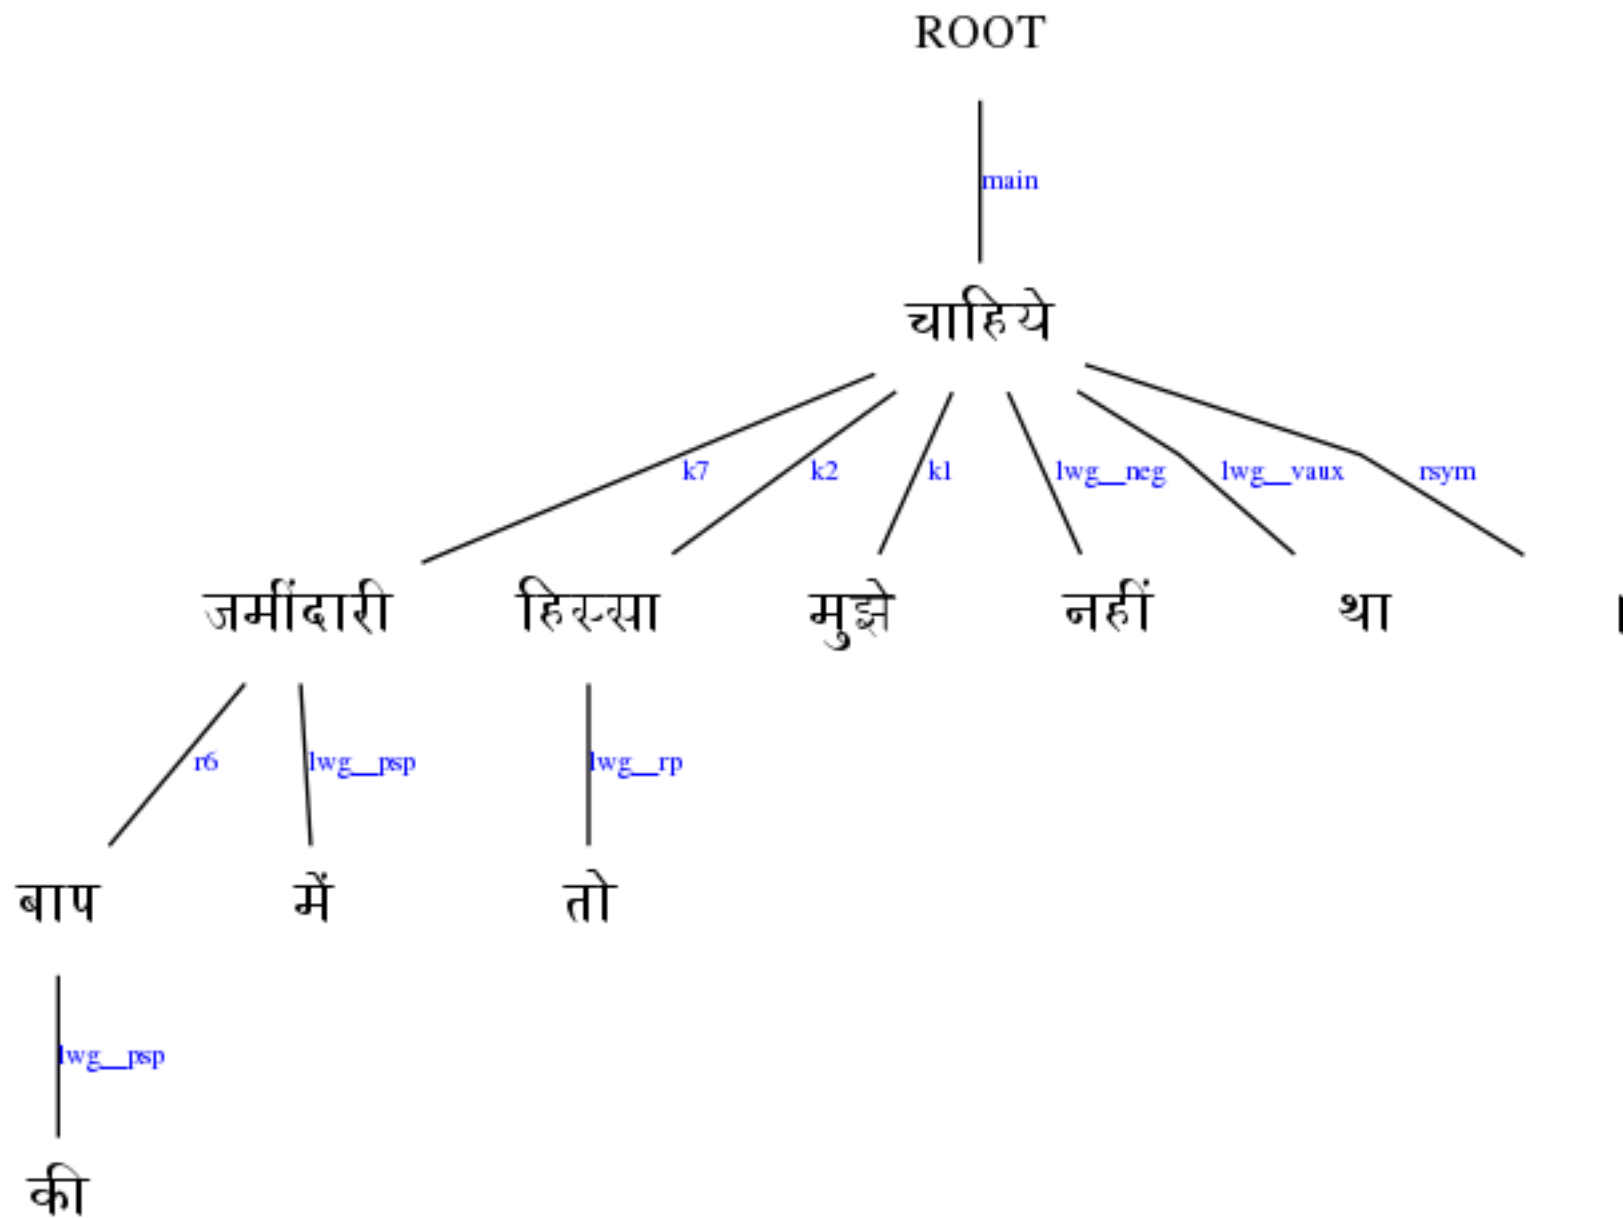 ROOT
main
चाहिये
k7 k2 k1 lwg__neg lwg__vaux rsym
जमींदारी हिस्सा मुझे नहीं था ।
r6 lwg__psp lwg__rp
बाप में तो
lwg__psp
की